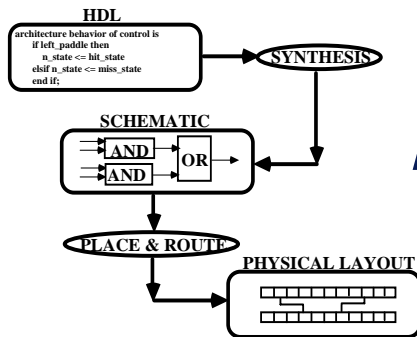 HDL
architecture behavior of control is
if left_paddle then
n_state <= hit_state
elsif n_state <= miss_state
end if;
SYNTHESIS
SCHEMATIC
AND
OR
AND
PLACE & ROUTE
PHYSICAL LAYOUT